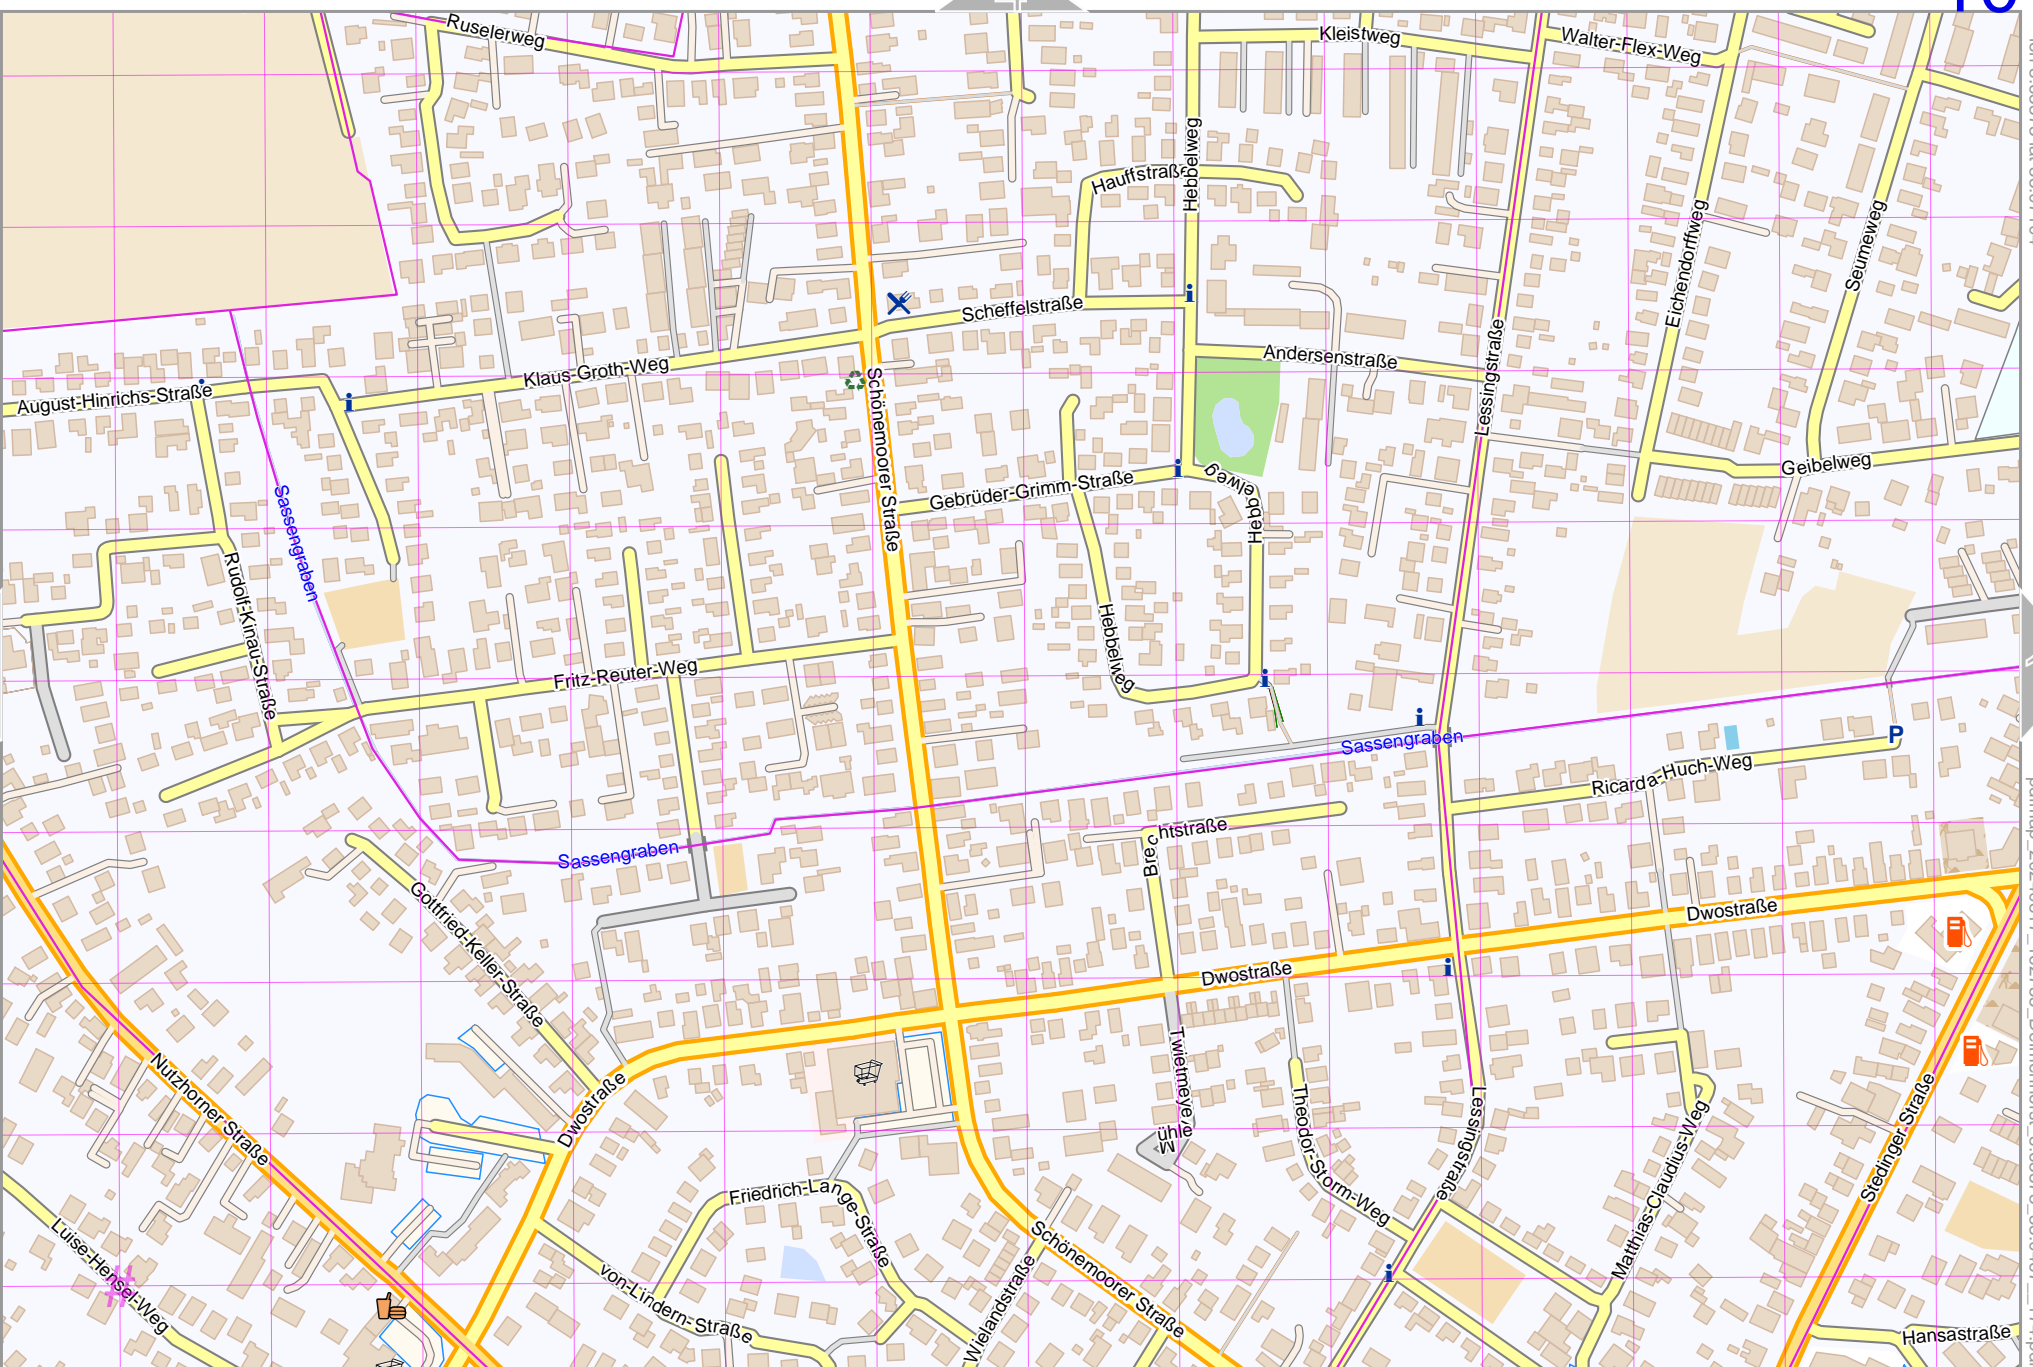 Ruselerweg
Kleistweg
Walter-Flex-Weg
Hebbelweg
Hauffstraße
Eichendorffweg
Seumeweg
Scheffelstraße
Andersenstraße
Lessingstraße
Klaus-Groth-Weg
August-Hinrichs-Straße
Schönemoorer Straße
Geibelweg
Gebrüder-Grimm-Straße
Hebbelweg
Sassengraben
Rudolf-Kinau-Straße
Hebbelweg
Fritz-Reuter-Weg
Sassengraben
P
Ricarda-Huch-Weg
Brechtstraße
Sassengraben
Gottfried-Keller-Straße
Dwostraße
Dwostraße
Nutzhorner Straße
Dwostraße
Twietmeyer
Mühle
Theodor-Storm-Weg
Lessingstraße
Matthias-Claudius-Weg
Stedinger-Straße
Friedrich-Lange-Straße
Luise-Hensel-Weg
von-Lindern-Straße
Wielandstraße
Schönemoorer Straße
Hansastraße